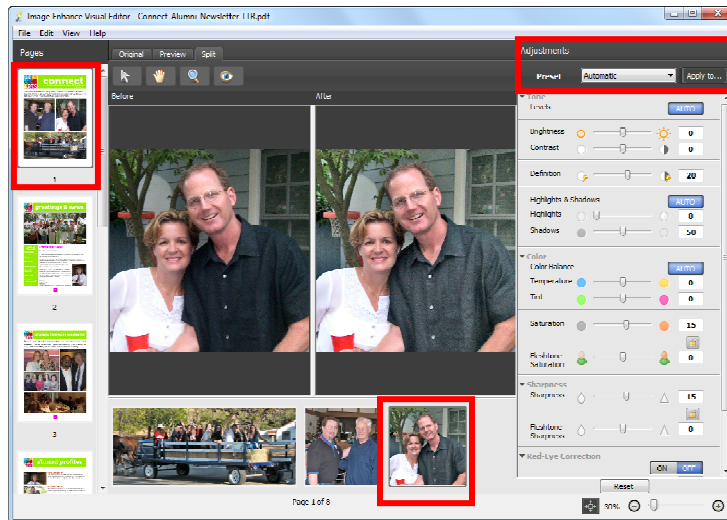 Image Enhance Visual Editor - Connect-Alumni-Newsletter-11R.pdf
File Edit View Help
Pages
Original Preview Split
Adjustments
Preset Automatic Apply to...
Before After
connect
1
greetings & news
2
3
alumni profiles
Tone
Levels AUTO
Brightness 0
Contrast 0
Definition 20
Highlights & Shadows AUTO
Highlights 0
Shadows 50
Color
Color Balance AUTO
Temperature 0
Tint 0
Saturation 15
Fleshtone
Saturation 0
Sharpness
Sharpness 15
Fleshtone
Sharpness 0
Red-Eye Correction
ON OFF
Reset
Page 1 of 8
30%